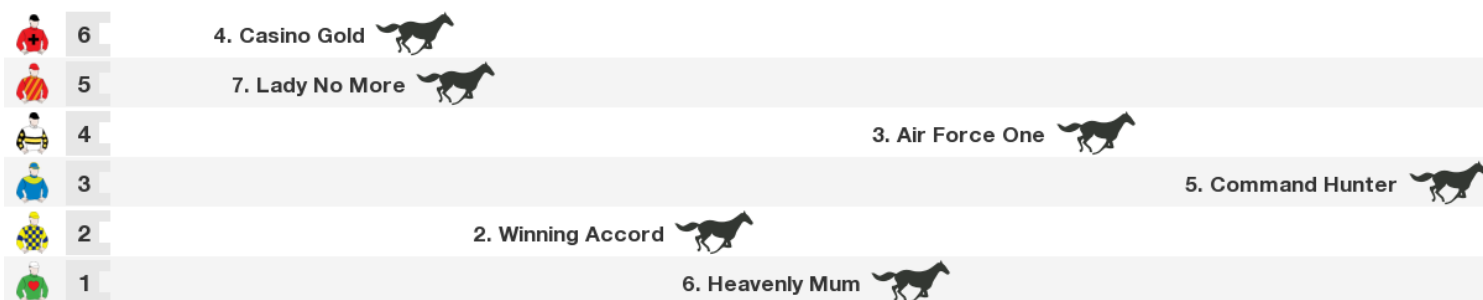 6 4. Casino Gold
5 7. Lady No More
4 3. Air Force One
3 5. Command Hunter
2 2. Winning Accord
1 6. Heavenly Mum